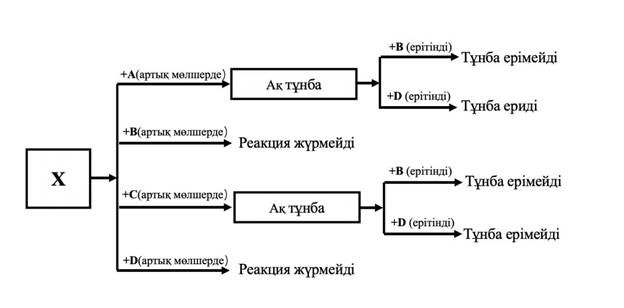 +B (ерітінді)
Тұнба ерімейді
+A(артық мөлшерде)
Ақ тұнба
+D (ерітінді)
Тұнба ериді
+B(артық мөлшерде)
Реакция жүрмейді
X
+B (ерітінді)
Тұнба ерімейді
+C(артық мөлшерде)
Ақ тұнба
+D (ерітінді)
Тұнба ерімейді
+D(артық мөлшерде)
Реакция жүрмейді